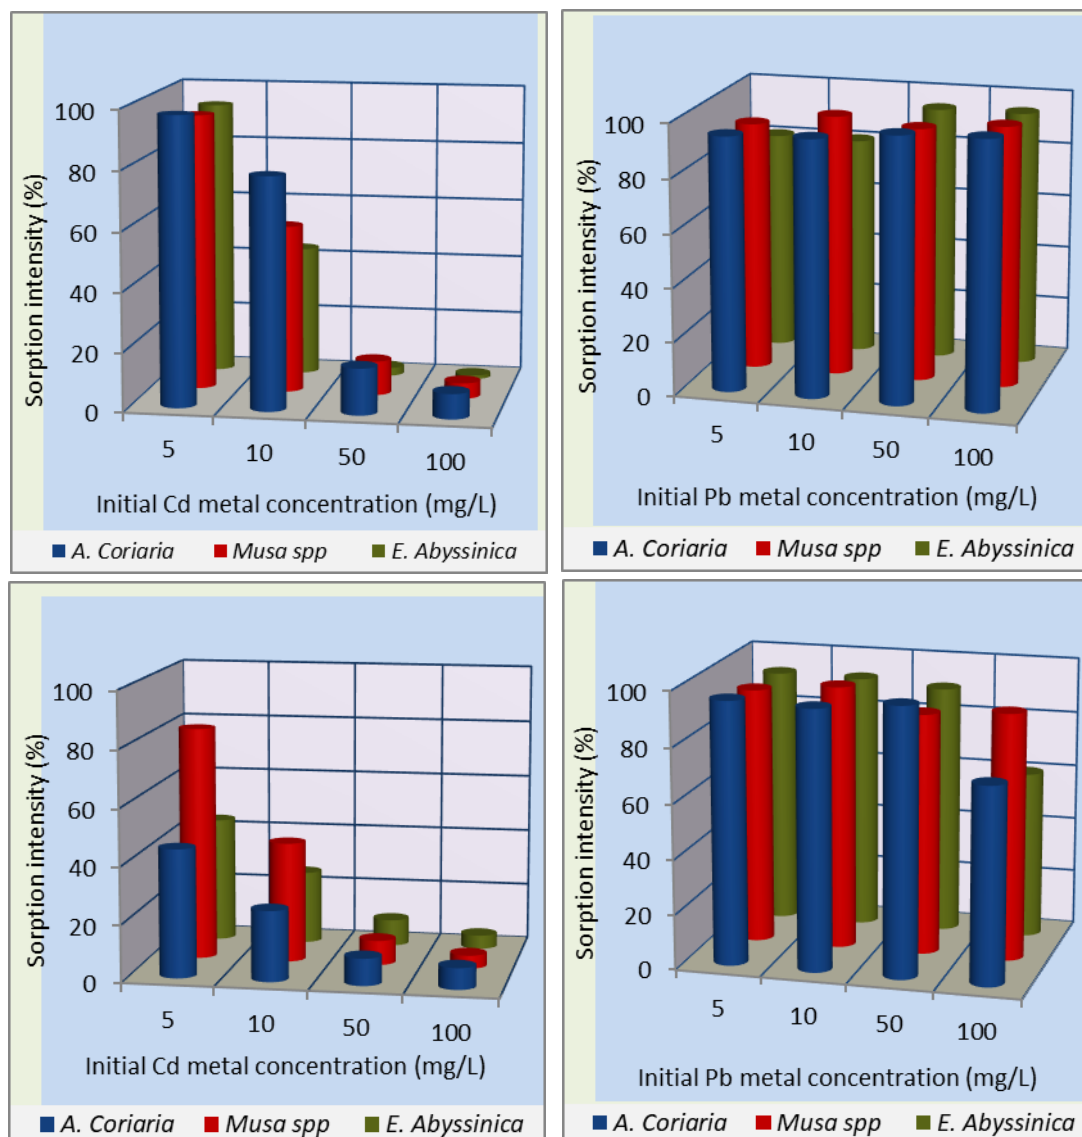 Sorption intensity (%)
100
80
60
40
20
0
5 10 50 100
Initial Cd metal concentration (mg/L)
A. Coriaria Musa spp E. Abyssinica
Sorption intensity (%)
100
80
60
40
20
0
5 10 50 100
Initial Pb metal concentration (mg/L)
A. Coriaria Musa spp E. Abyssinica
Sorption intensity (%)
100
80
60
40
20
0
5 10 50 100
Initial Cd metal concentration (mg/L)
A. Coriaria Musa spp E. Abyssinica
Sorption intensity (%)
100
80
60
40
20
0
5 10 50 100
Initial Pb metal concentration (mg/L)
A. Coriaria Musa spp E. Abyssinica